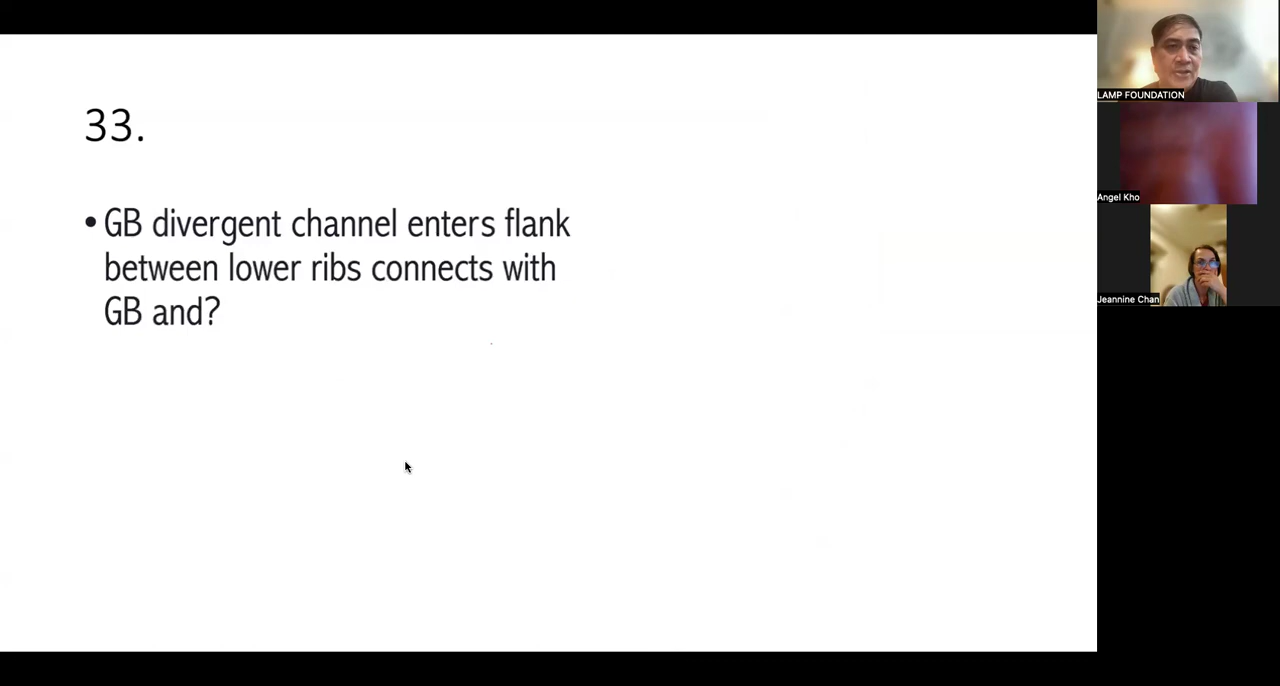 33.
• GB divergent channel enters flank
between lower ribs connects with
GB and?
LAMP FOUNDATION
Angel Kho
Jeannine Chan